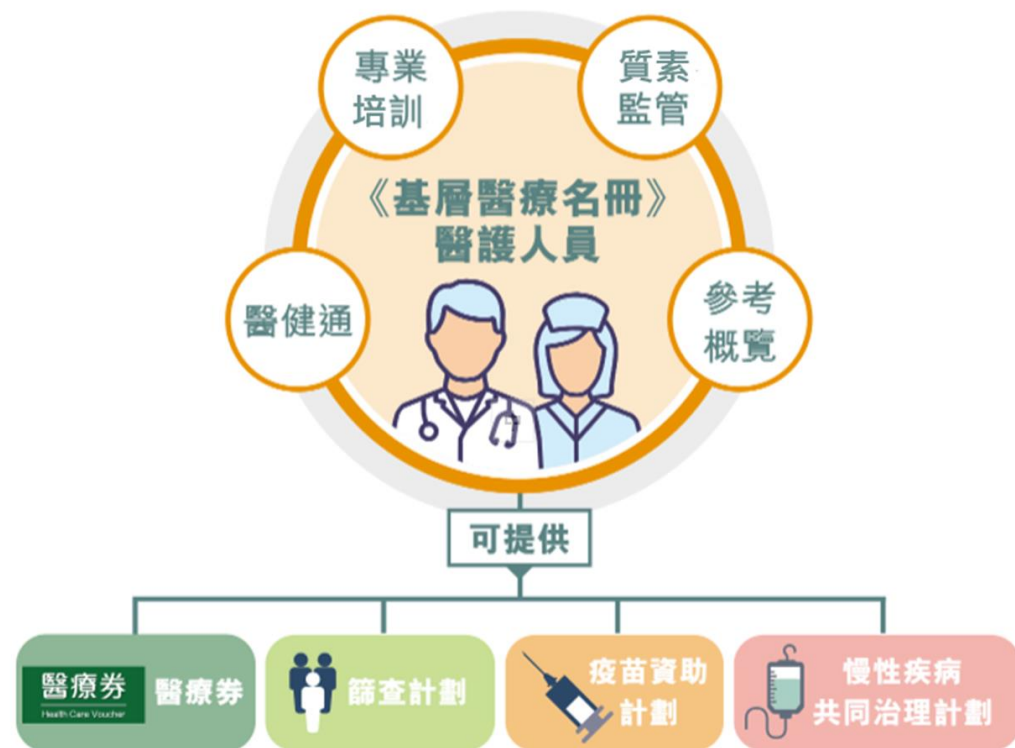 專業
培訓
質素
監管
《基層醫療名冊》
醫護人員
醫健通
參考
概覽
可提供
醫療券
Health Care Voucher
醫療券
篩查計劃
疫苗資助
計劃
慢性疾病
共同治理計劃